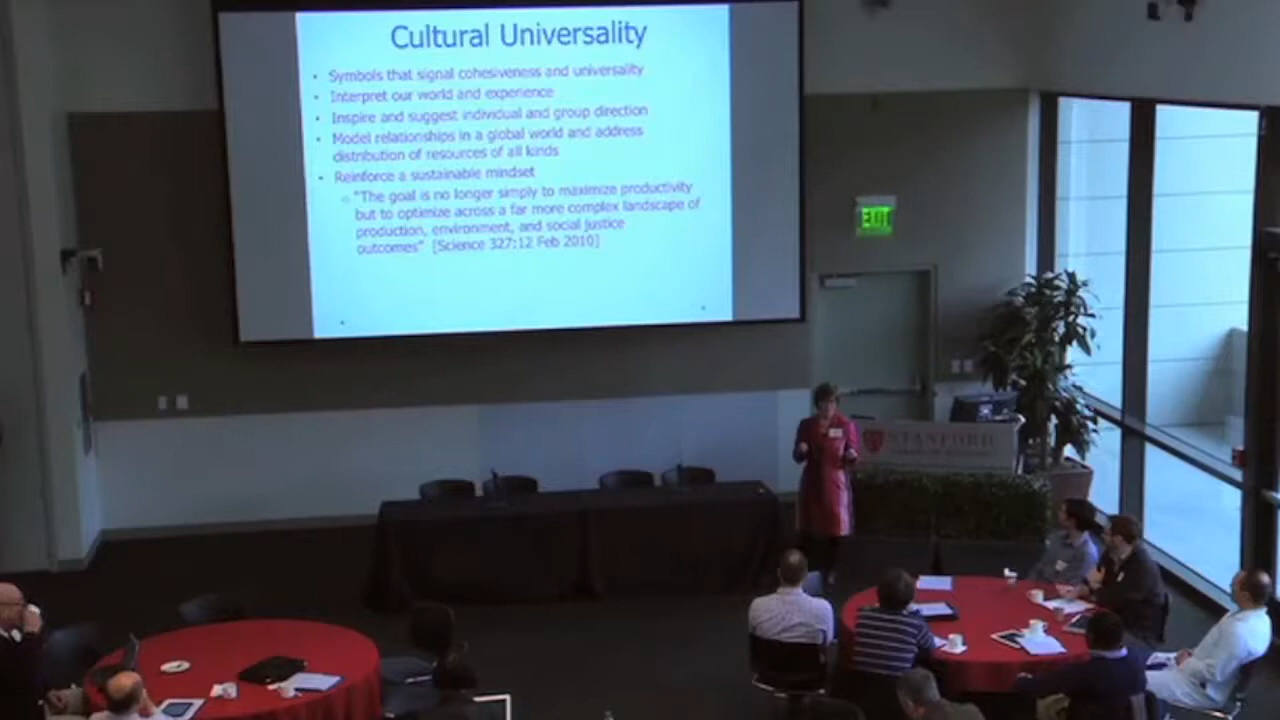 Cultural Universality
• Symbols that signal cohesiveness and universality
• Interpret our world and experience
• Inspire and suggest individual and group direction
• Model relationships in a global world and address
distribution of resources of all kinds
• Reinforce a sustainable mindset
○ "The goal is no longer simply to maximize productivity
but to optimize across a far more complex landscape of
production, environment, and social justice
outcomes" [Science 327:12 Feb 2010]
EXIT
STANFORD